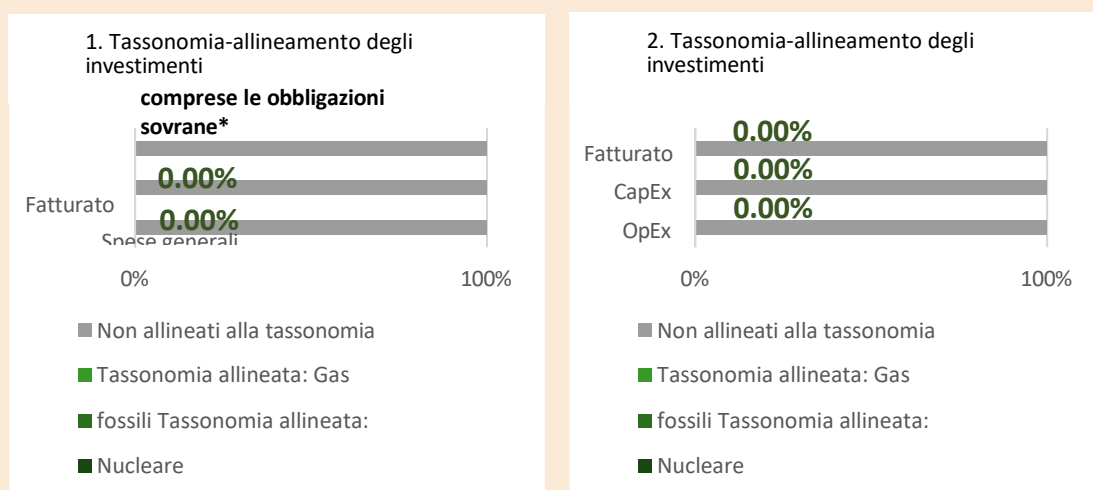 1. Tassonomia-allineamento degli
investimenti
comprese le obbligazioni
sovrane*
0.00%
Fatturato
0.00%
Spese generali
0%
100%
Non allineati alla tassonomia
Tassonomia allineata: Gas
fossili Tassonomia allineata:
Nucleare
2. Tassonomia-allineamento degli
investimenti
0.00%
Fatturato
0.00%
CapEx
0.00%
OpEx
0%
100%
Non allineati alla tassonomia
Tassonomia allineata: Gas
fossili Tassonomia allineata:
Nucleare